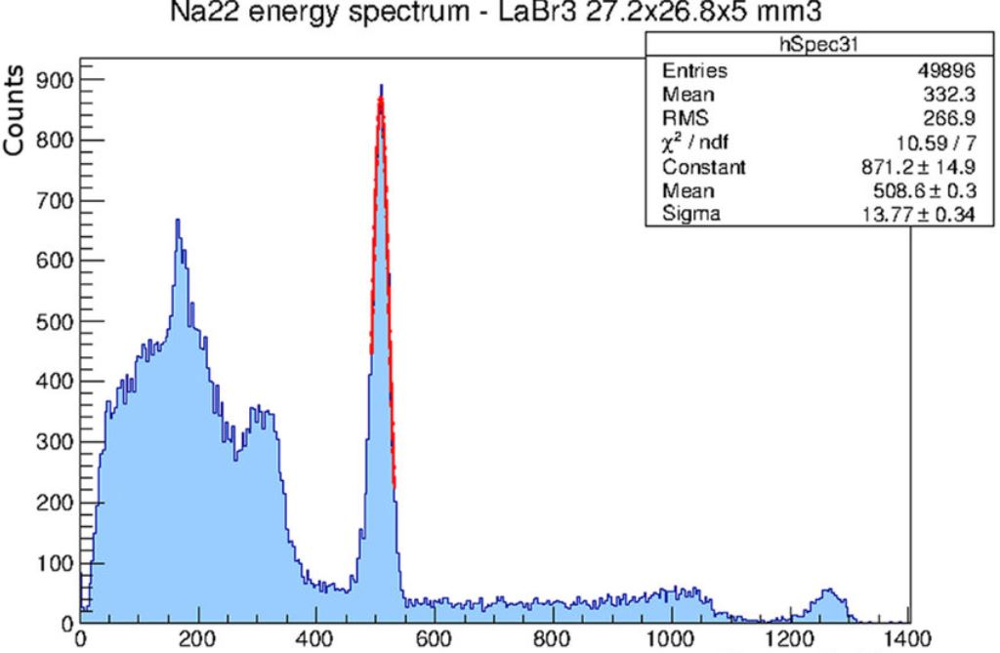 Na22 energy spectrum - LaBr3 27.2x26.8x5 mm3
hSpec31
Entries 49896
Mean 332.3
RMS 266.9
χ² / ndf 10.59 / 7
Constant 871.2 ± 14.9
Mean 508.6 ± 0.3
Sigma 13.77 ± 0.34
Counts
900
800
700
600
500
400
300
200
100
0
0 200 400 600 800 1000 1200 1400